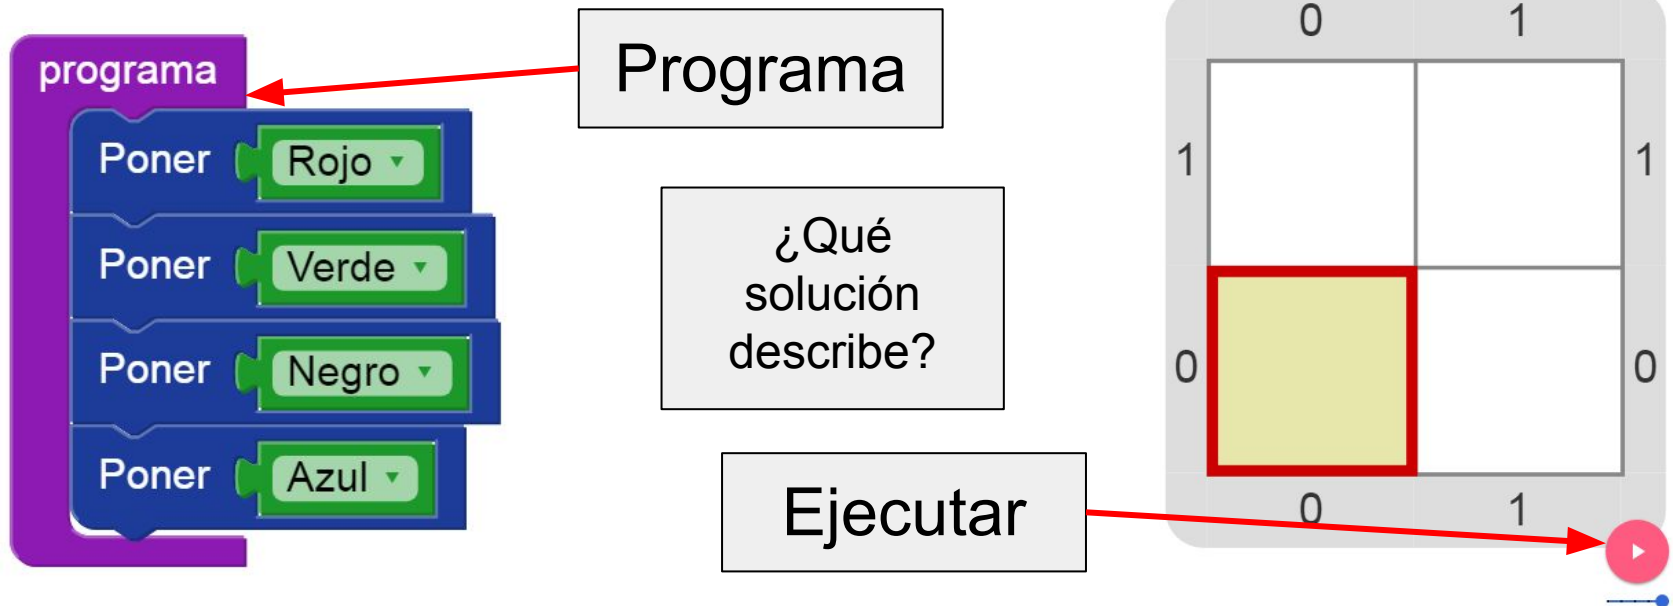 programa
Poner Rojo
Poner Verde
Poner Negro
Poner Azul
Programa
¿Qué
solución
describe?
Ejecutar
0 1
1 1
0 0
0 1